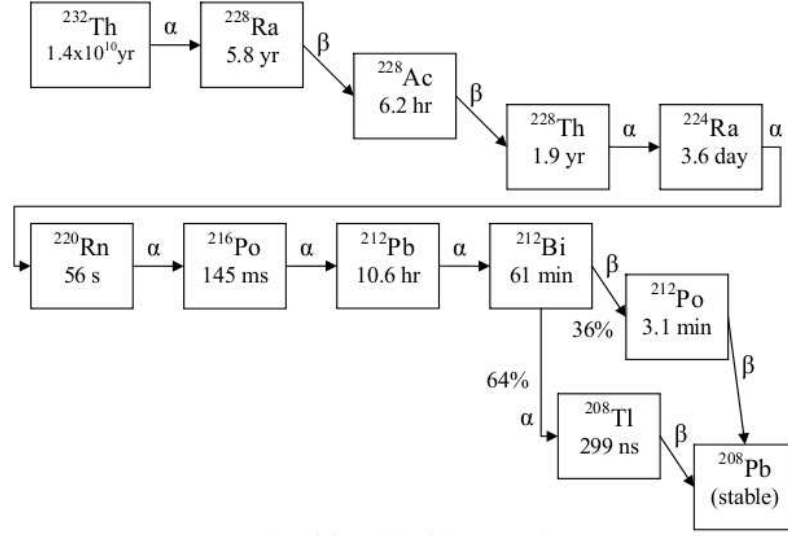 ²³²Th
1.4x10¹⁰yr
α
²²⁸Ra
5.8 yr
β
²²⁸Ac
6.2 hr
β
²²⁸Th
1.9 yr
α
²²⁴Ra
3.6 day
α
²²⁰Rn
56 s
α
²¹⁶Po
145 ms
α
²¹²Pb
10.6 hr
α
²¹²Bi
61 min
β
36%
²¹²Po
3.1 min
β
64%
α
²⁰⁸Tl
299 ns
β
²⁰⁸Pb
(stable)